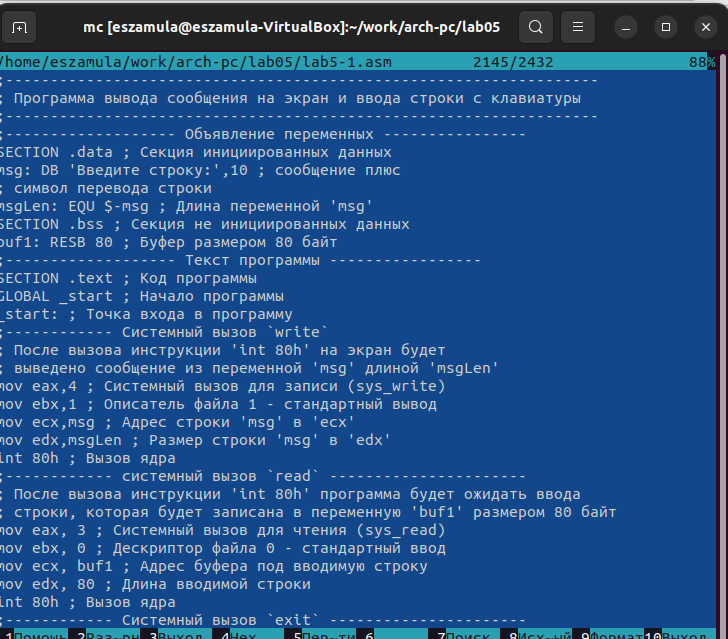 mc [eszamula@eszamula-VirtualBox]:~/work/arch-pc/lab05
/home/eszamula/work/arch-pc/lab05/lab5-1.asm 2145/2432 88%
;------------------------------------------------------------------
; Программа вывода сообщения на экран и ввода строки с клавиатуры
;------------------------------------------------------------------
;------------------- Объявление переменных ----------------
SECTION .data ; Секция инициированных данных
msg: DB 'Введите строку:',10 ; сообщение плюс
; символ перевода строки
msgLen: EQU $-msg ; Длина переменной 'msg'
SECTION .bss ; Секция не инициированных данных
buf1: RESB 80 ; Буфер размером 80 байт
;------------------- Текст программы -----------------
SECTION .text ; Код программы
GLOBAL _start ; Начало программы
_start: ; Точка входа в программу
;------------ Системный вызов `write`
; После вызова инструкции 'int 80h' на экран будет
; выведено сообщение из переменной 'msg' длиной 'msgLen'
mov eax,4 ; Системный вызов для записи (sys_write)
mov ebx,1 ; Описатель файла 1 - стандартный вывод
mov ecx,msg ; Адрес строки 'msg' в 'ecx'
mov edx,msgLen ; Размер строки 'msg' в 'edx'
int 80h ; Вызов ядра
;------------ системный вызов `read` ----------------------
; После вызова инструкции 'int 80h' программа будет ожидать ввода
; строки, которая будет записана в переменную 'buf1' размером 80 байт
mov eax, 3 ; Системный вызов для чтения (sys_read)
mov ebx, 0 ; Дескриптор файла 0 - стандартный ввод
mov ecx, buf1 ; Адрес буфера под вводимую строку
mov edx, 80 ; Длина вводимой строки
int 80h ; Вызов ядра
;------------ Системный вызов `exit` ----------------------
1Помощь 2Раз~рн 3Выход 4Hex 5Пер~ти 6 7Поиск 8Исх~ый 9Формат 10Выход